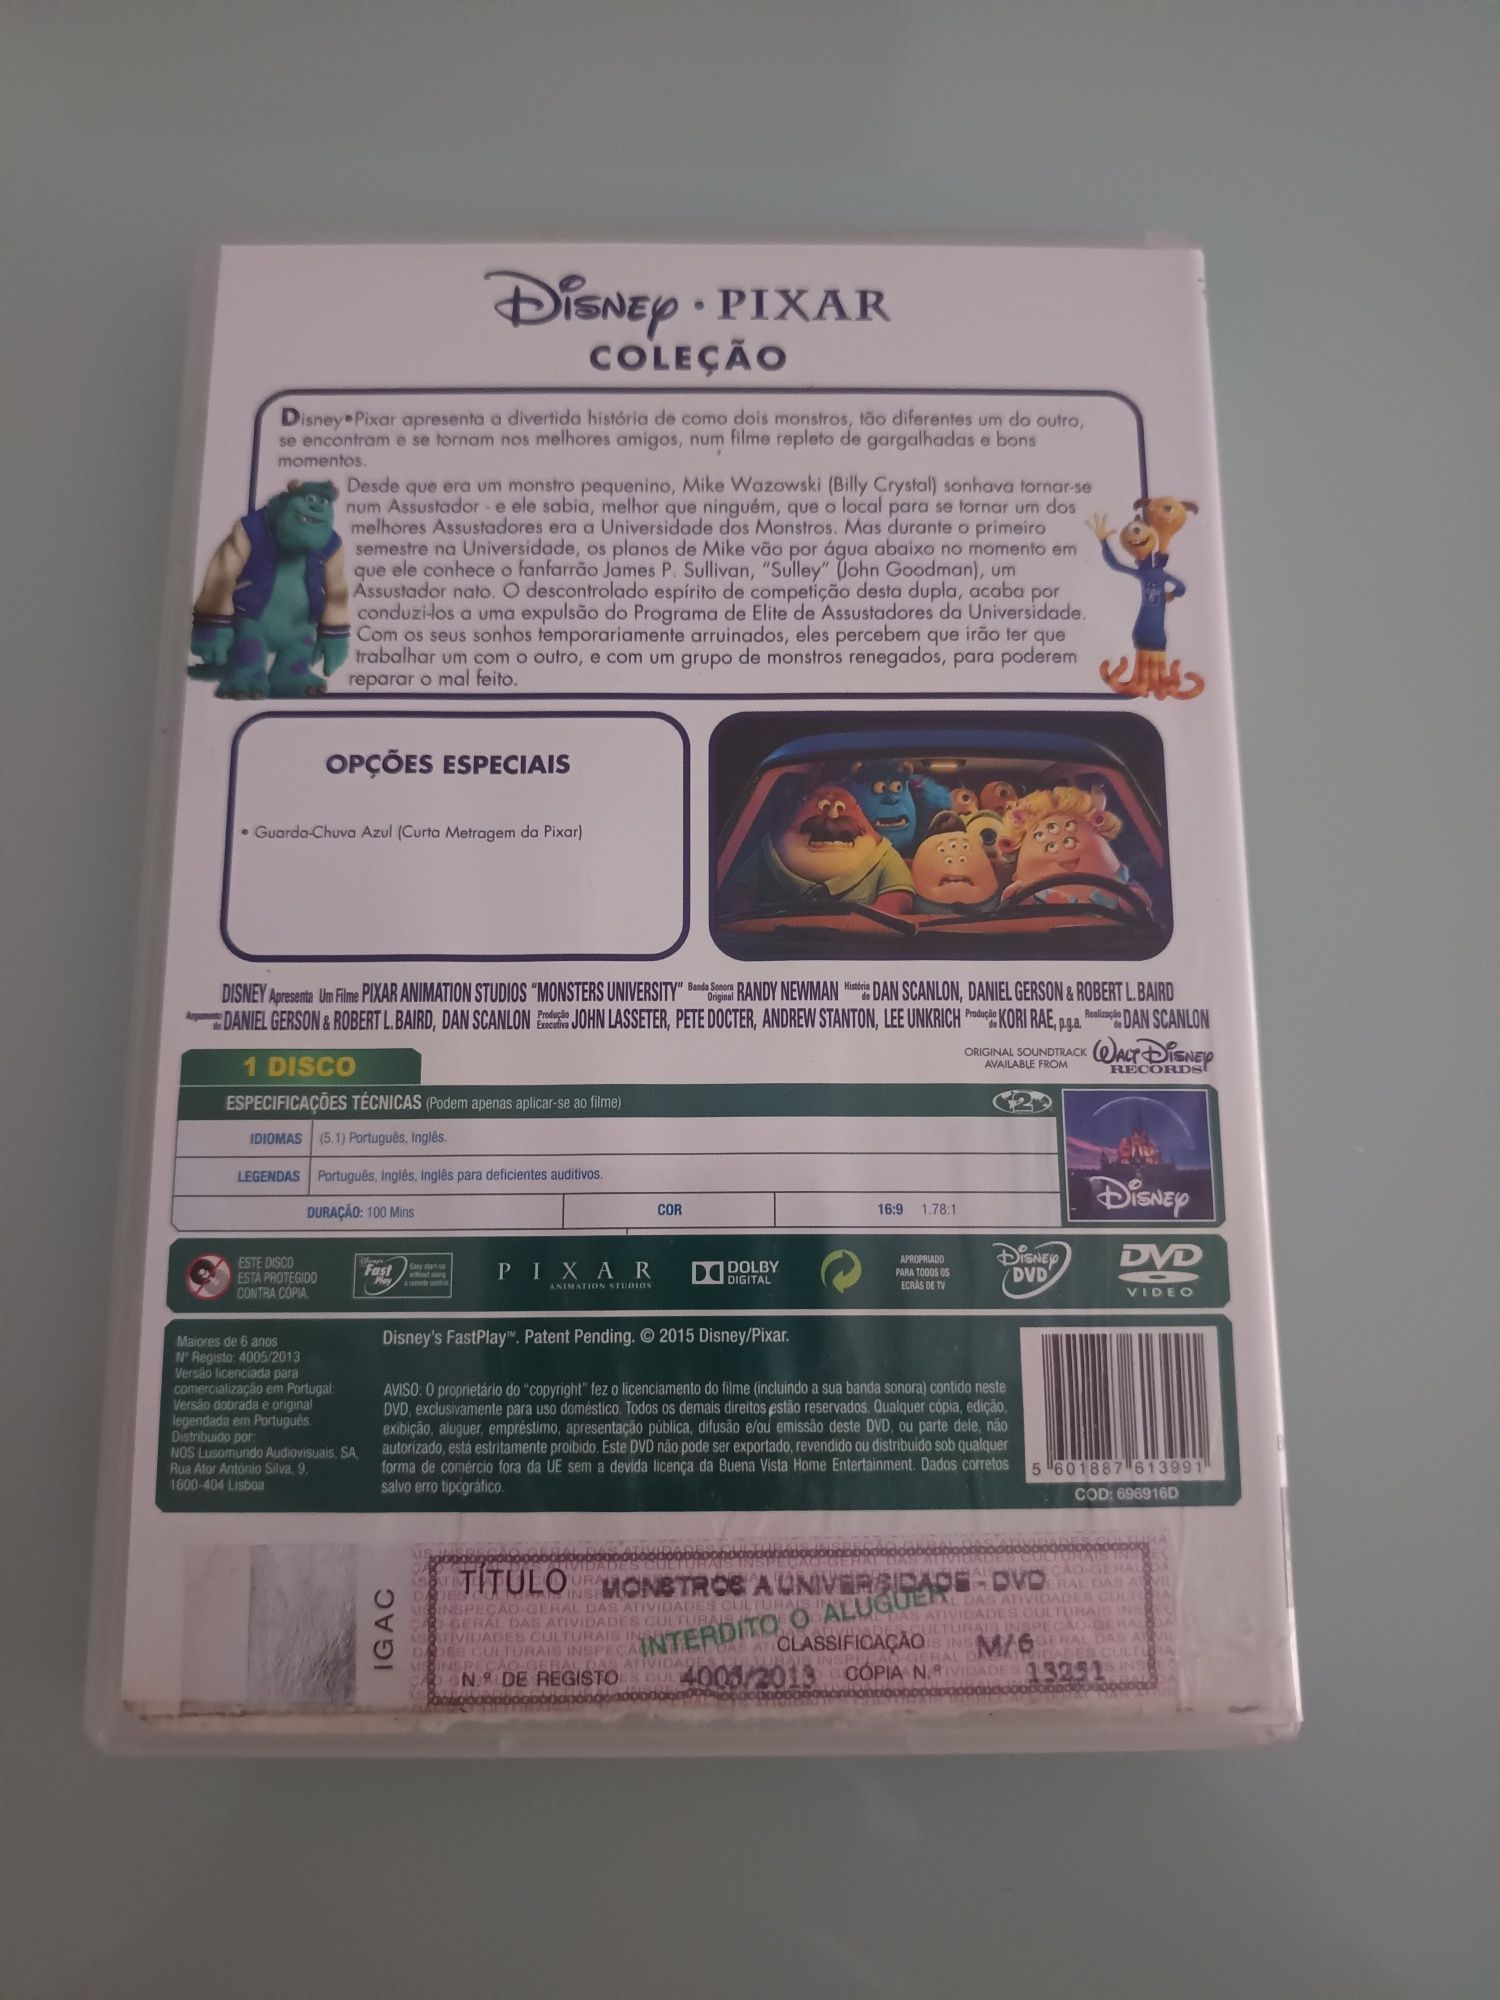 Disney · PIXAR
COLEÇÃO
Disney•Pixar apresenta a divertida história de como dois monstros, tão diferentes um do outro,
se encontram e se tornam nos melhores amigos, num filme repleto de gargalhadas e bons
momentos.
Desde que era um monstro pequenino, Mike Wazowski (Billy Crystal) sonhava tornar-se
num Assustador - e ele sabia, melhor que ninguém, que o local para se tornar um dos
melhores Assustadores era a Universidade dos Monstros. Mas durante o primeiro
semestre na Universidade, os planos de Mike vão por água abaixo no momento em
que ele conhece o fanfarrão James P. Sullivan, "Sulley" (John Goodman), um
Assustador nato. O descontrolado espírito de competição desta dupla, acaba por
conduzi-los a uma expulsão do Programa de Elite de Assustadores da Universidade.
Com os seus sonhos temporariamente arruinados, eles percebem que irão ter que
trabalhar um com o outro, e com um grupo de monstros renegados, para poderem
reparar o mal feito.
OPÇÕES ESPECIAIS
• Guarda-Chuva Azul (Curta Metragem da Pixar)
DISNEY Apresenta Um Filme PIXAR ANIMATION STUDIOS "MONSTERS UNIVERSITY" Banda Sonora Original RANDY NEWMAN História de DAN SCANLON, DANIEL GERSON & ROBERT L. BAIRD
Argumento de DANIEL GERSON & ROBERT L. BAIRD, DAN SCANLON Produção Executiva JOHN LASSETER, PETE DOCTER, ANDREW STANTON, LEE UNKRICH Produção de KORI RAE, p.g.a. Realização de DAN SCANLON
ORIGINAL SOUNDTRACK
AVAILABLE FROM
WALT DISNEY
RECORDS
1 DISCO
ESPECIFICAÇÕES TÉCNICAS (Podem apenas aplicar-se ao filme)
2
IDIOMAS (5.1) Português, Inglês.
LEGENDAS Português, Inglês, Inglês para deficientes auditivos.
DURAÇÃO: 100 Mins
COR
16:9 1.78:1
Disney
ESTE DISCO
ESTÁ PROTEGIDO
CONTRA CÓPIA.
Disney's
Fast
Play
Easy start-up
without using
a remote control.
PIXAR
ANIMATION STUDIOS
DOLBY
DIGITAL
APROPRIADO
PARA TODOS OS
ECRÃS DE TV
Disney
DVD
DVD
VIDEO
Maiores de 6 anos
Nº Registo: 4005/2013
Versão licenciada para
comercialização em Portugal:
Versão dobrada e original
legendada em Português.
Distribuído por:
NOS Lusomundo Audiovisuais, SA,
Rua Ator António Silva, 9,
1600-404 Lisboa
Disney's FastPlay™. Patent Pending. © 2015 Disney/Pixar.
AVISO: O proprietário do "copyright" fez o licenciamento do filme (incluindo a sua banda sonora) contido neste
DVD, exclusivamente para uso doméstico. Todos os demais direitos estão reservados. Qualquer cópia, edição,
exibição, aluguer, empréstimo, apresentação pública, difusão e/ou emissão deste DVD, ou parte dele, não
autorizado, está estritamente proibido. Este DVD não pode ser exportado, revendido ou distribuído sob qualquer
forma de comércio fora da UE sem a devida licença da Buena Vista Home Entertainment. Dados corretos
salvo erro tipográfico.
5 601887 613991
COD: 696916D
IGAC
TÍTULO MONSTROS A UNIVERSIDADE - DVD
INTERDITO O ALUGUER
CLASSIFICAÇÃO M/6
N.º DE REGISTO 4005/2013 CÓPIA N.º 13231